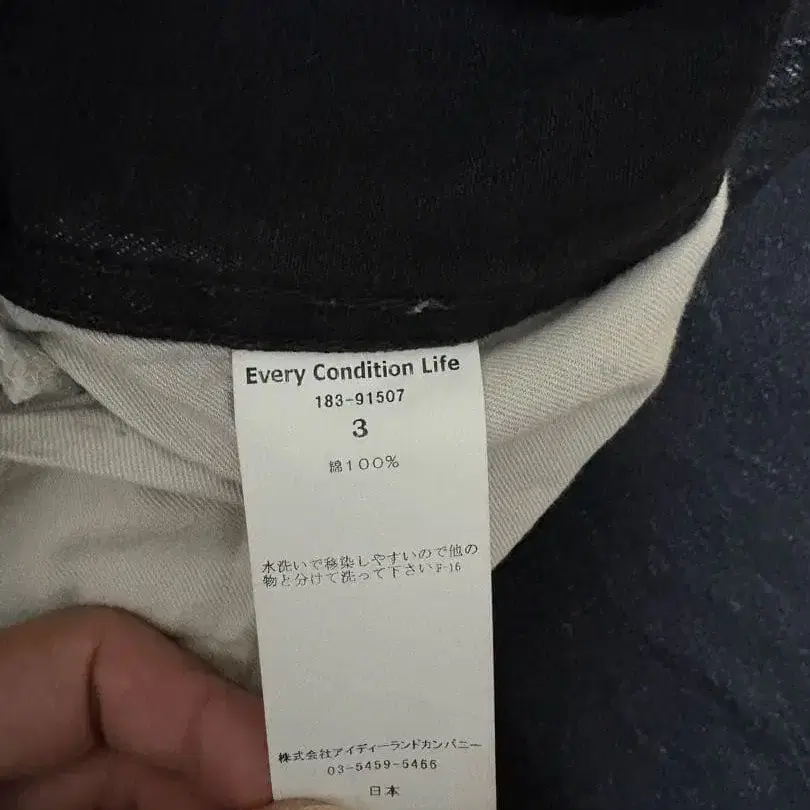 Every Condition Life
183-91507
3
綿100%
水洗いで移染しやすいので他の
物と分けて洗って下さいF-16
株式会社アイディーランドカンパニー
03-5459-5466
日本